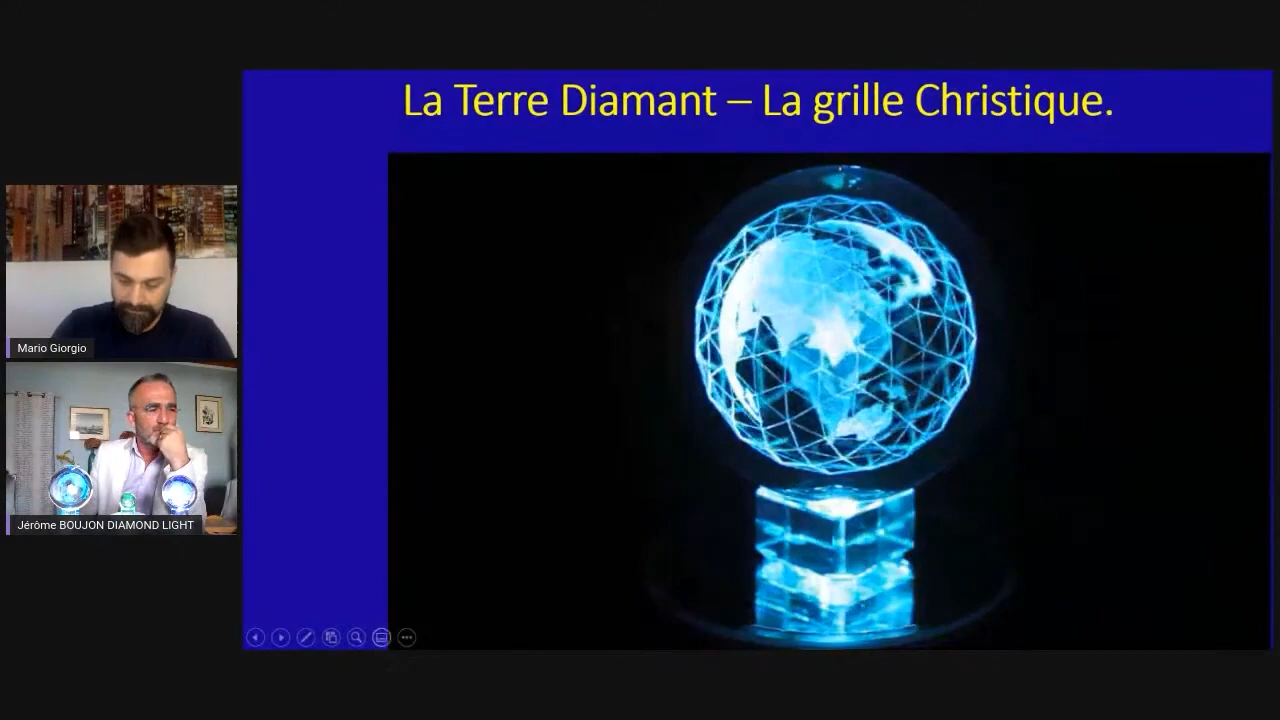 La Terre Diamant – La grille Christique.
Mario Giorgio
Jérôme BOUJON DIAMOND LIGHT